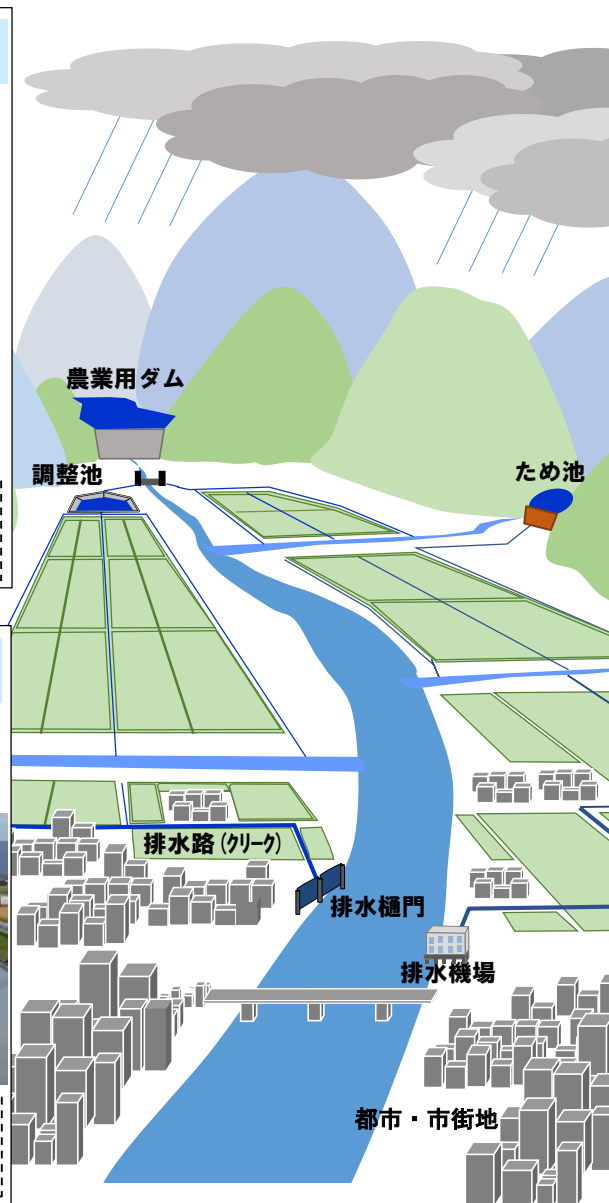 農業用ダム
調整池
ため池
排水路(クリーク)
排水樋門
排水機場
都市・市街地